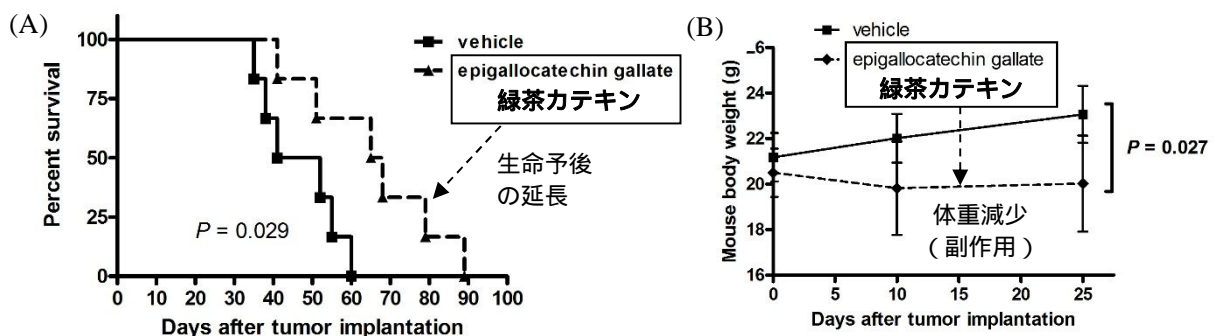 (A)
100
75
50
25
0
Percent survival
0 10 20 30 40 50 60 70 80 90 100
Days after tumor implantation
vehicle
epigallocatechin gallate
緑茶カテキン
生命予後
の延長
P = 0.029
(B)
vehicle
epigallocatechin gallate
緑茶カテキン
24
22
20
18
16
Mouse body weight (g)
0 5 10 15 20 25
Days after tumor implantation
体重減少
(副作用)
P = 0.027